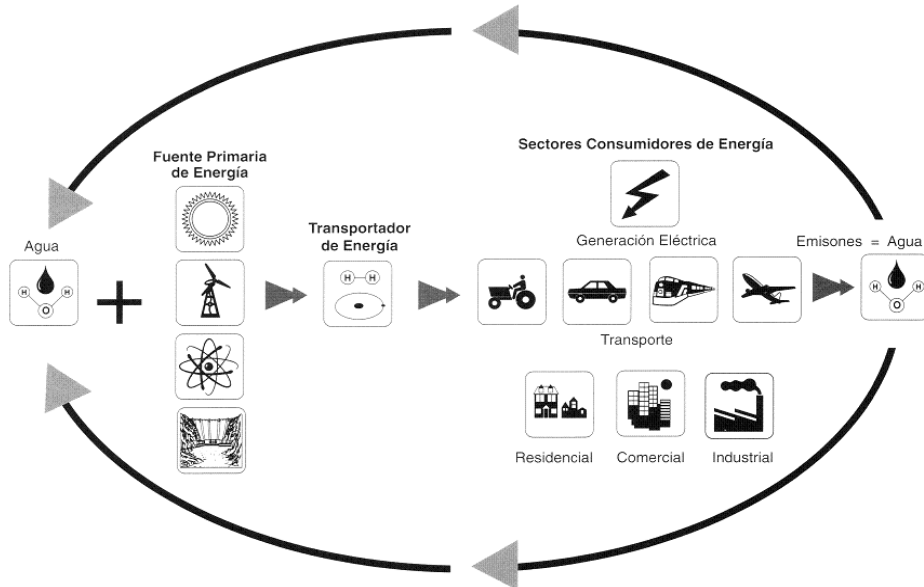 Fuente Primaria
de Energía
Sectores Consumidores de Energía
Transportador
de Energía
Agua
Generación Eléctrica
Emisones = Agua
H
H
O
H–H
H
H
O
Transporte
Residencial
Comercial
Industrial